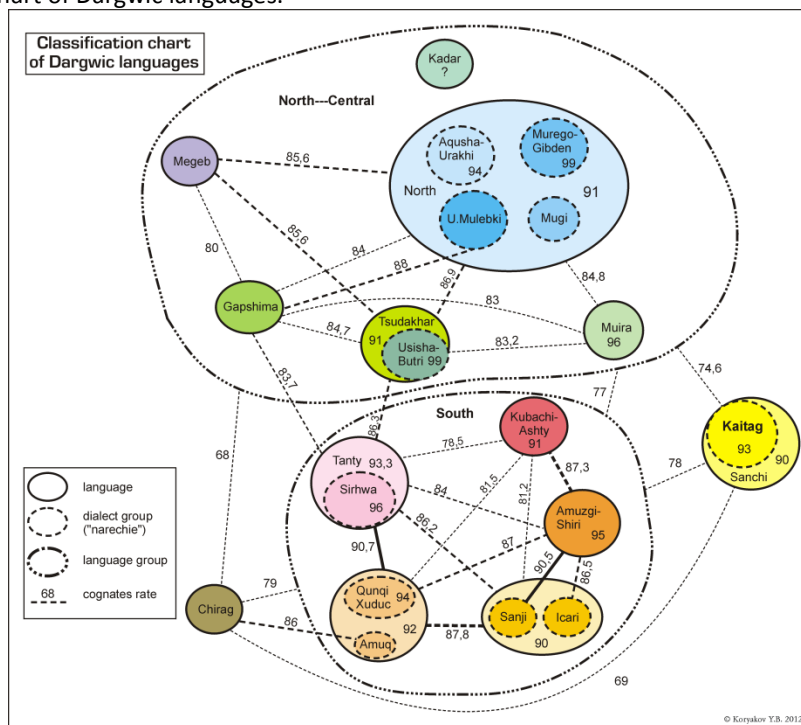 chart of Dargwic languages.
Classification chart
of Dargwic languages
Kadar
?
North---Central
Megeb
85,6
Aqusha-
Urakhi
94
Murego-
Gibden
99
North
91
U.Mulebki
Mugi
80
85,6
84
88
86,9
84,8
Gapshima
83
Tsudakhar
91
Usisha-
Butri 99
84,7
83,2
Muira
96
83,7
86,3
77
74,6
68
South
Kubachi-
Ashty
91
Kaitag
93
90
Sanchi
78,5
Tanty 93,3
Sirhwa
96
87,3
78
84
81,5
81,2
86,2
Amuzgi-
Shiri
95
90,7
87
90,5
86,5
language
dialect group
("narechie")
language group
68
cognates rate
Chirag
79
86
Qunqi
Xuduc 94
92
Amuq
87,8
Sanji
Icari
90
69
© Koryakov Y.B. 2012